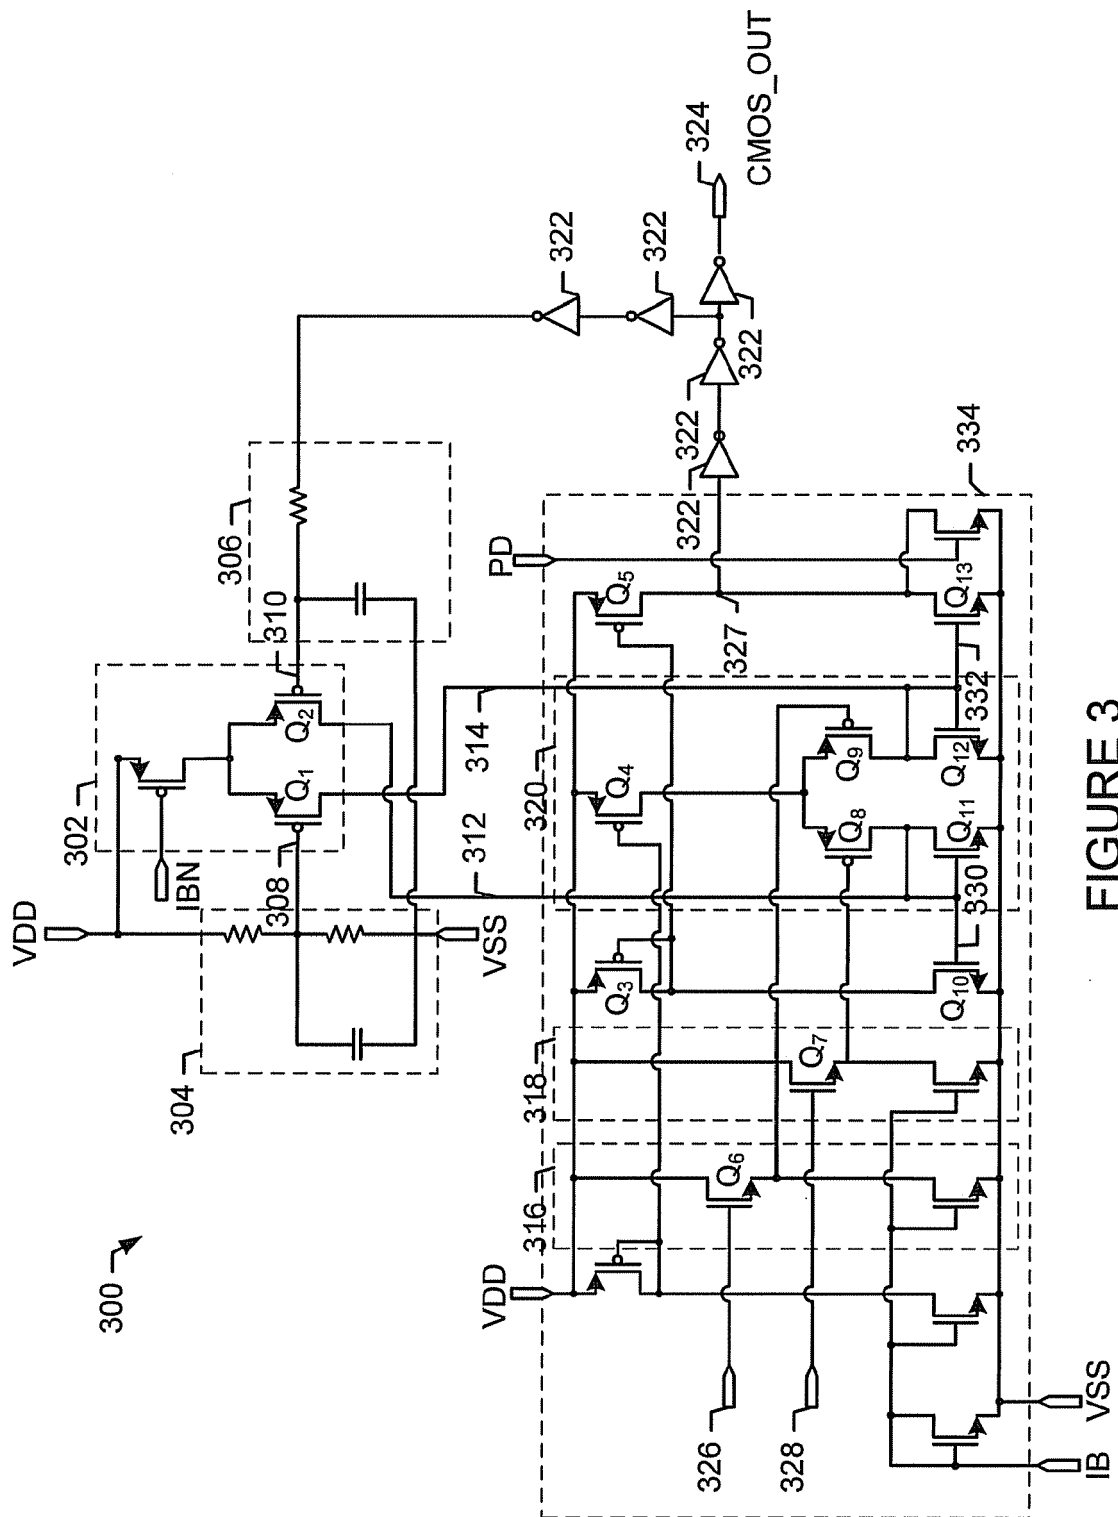 300
VDD
302
IBN
Q1
Q2
304
308
VSS
310
306
312
314
322
322
324
CMOS_OUT
322
322
322
322
VDD
316
318
320
PD
Q3
Q4
Q5
327
326
Q6
328
Q7
Q8
Q9
Q10
330
Q11
Q12
332
Q13
334
IB
VSS
FIGURE 3